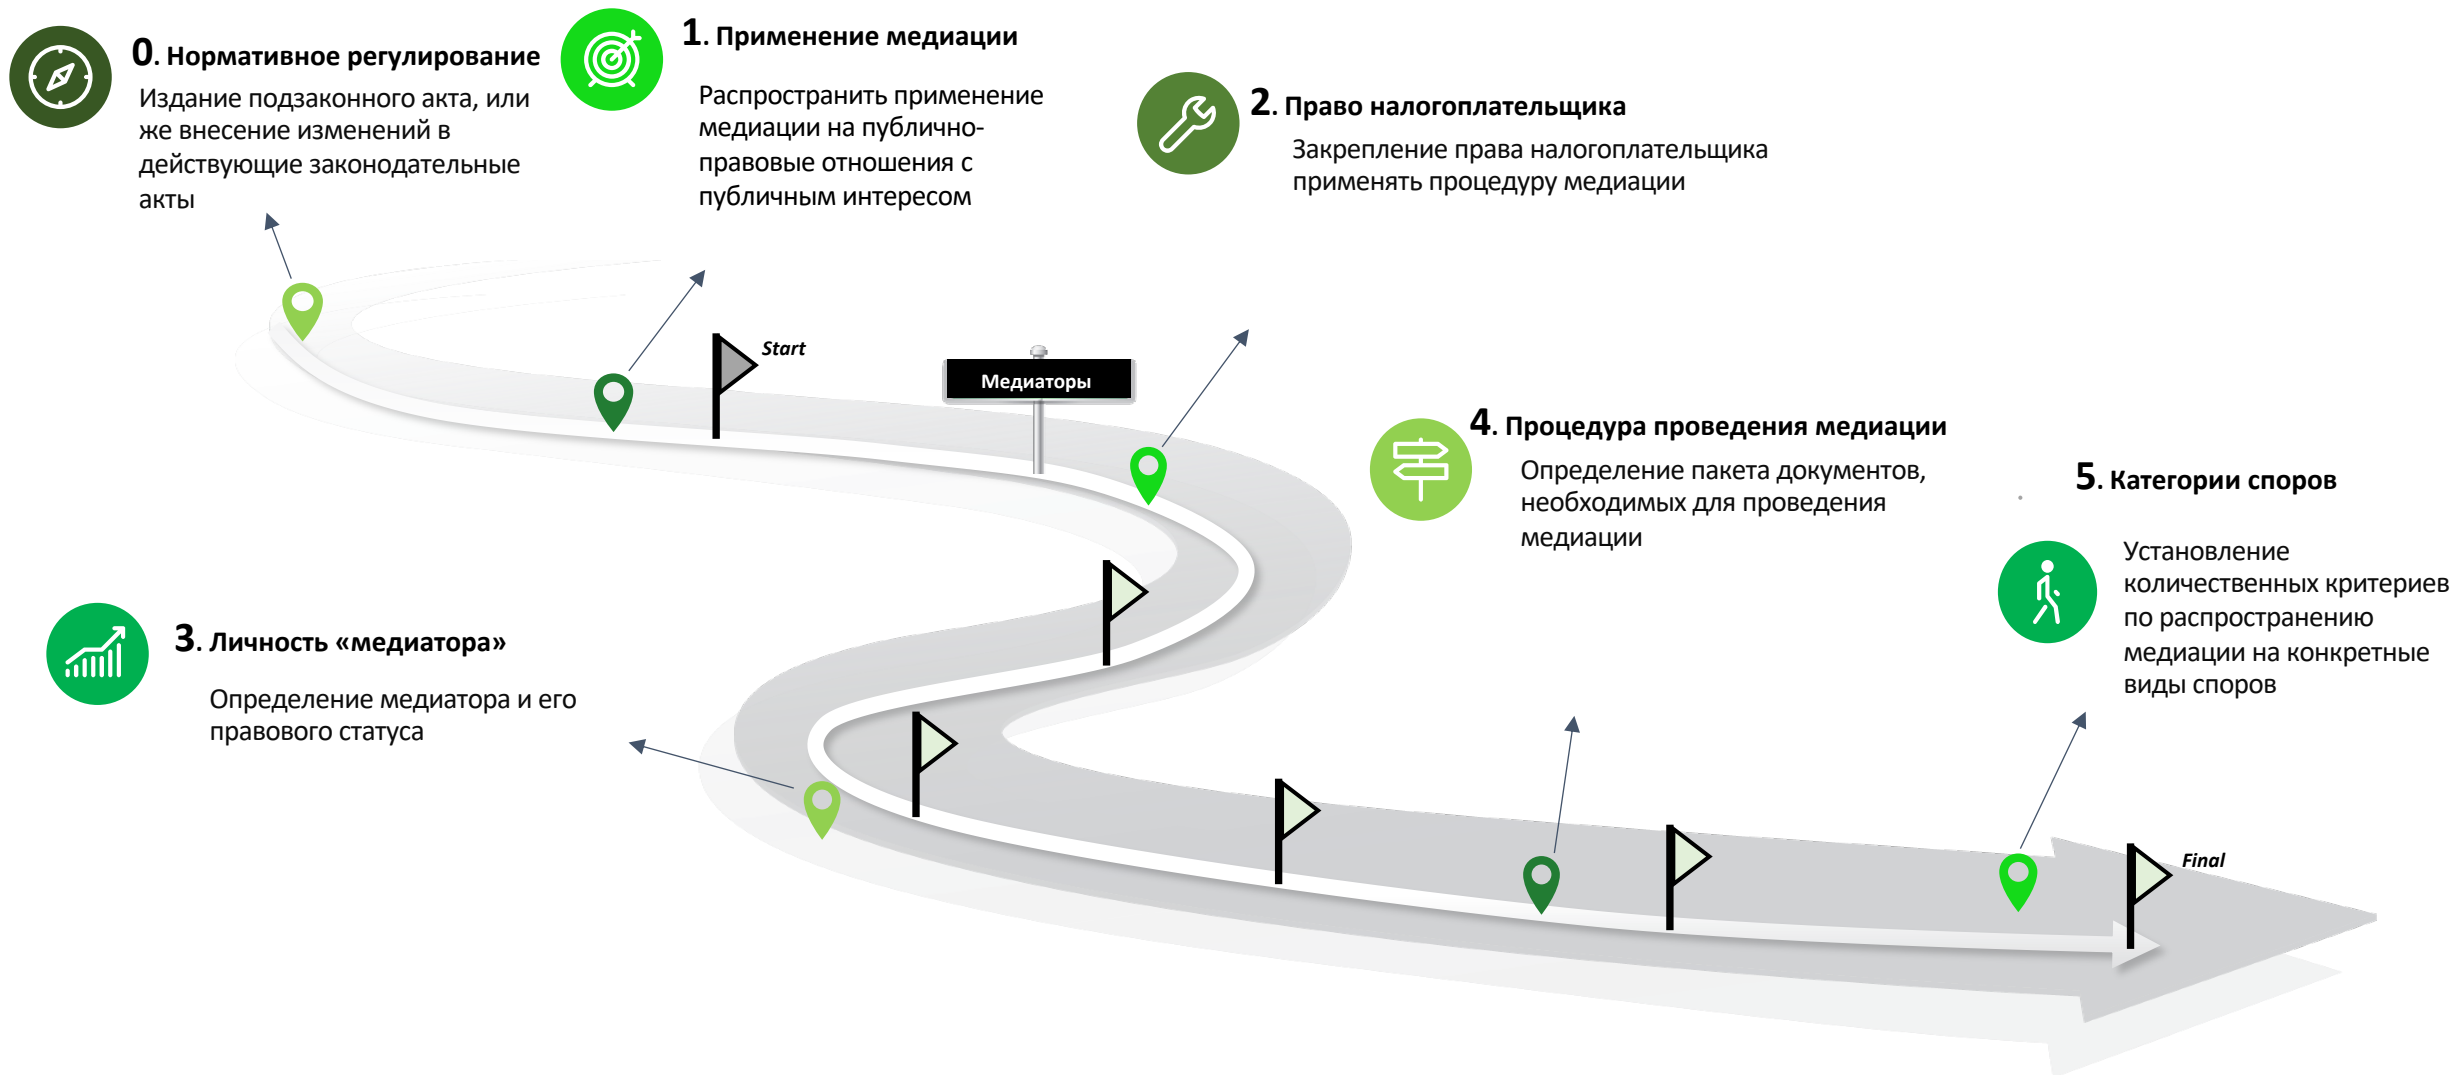 0. Нормативное регулирование
Издание подзаконного акта, или
же внесение изменений в
действующие законодательные
акты
1. Применение медиации
Распространить применение
медиации на публично-
правовые отношения с
публичным интересом
2. Право налогоплательщика
Закрепление права налогоплательщика
применять процедуру медиации
Start
Медиаторы
3. Личность «медиатора»
Определение медиатора и его
правового статуса
4. Процедура проведения медиации
Определение пакета документов,
необходимых для проведения
медиации
5. Категории споров
Установление
количественных критериев
по распространению
медиации на конкретные
виды споров
Final